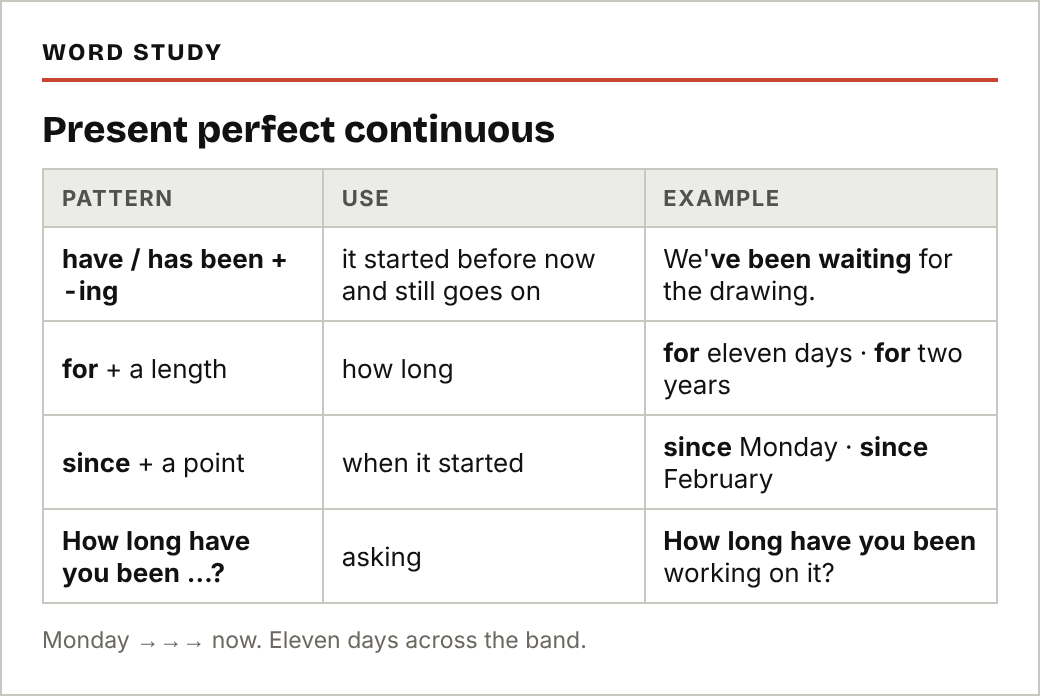 WORD STUDY
Present perfect continuous
PATTERN
USE
EXAMPLE
have / has been +
-ing
it started before now
and still goes on
We've been waiting for
the drawing.
for + a length
how long
for eleven days · for two
years
since + a point
when it started
since Monday · since
February
How long have
you been …?
asking
How long have you been
working on it?
Monday →→→ now. Eleven days across the band.